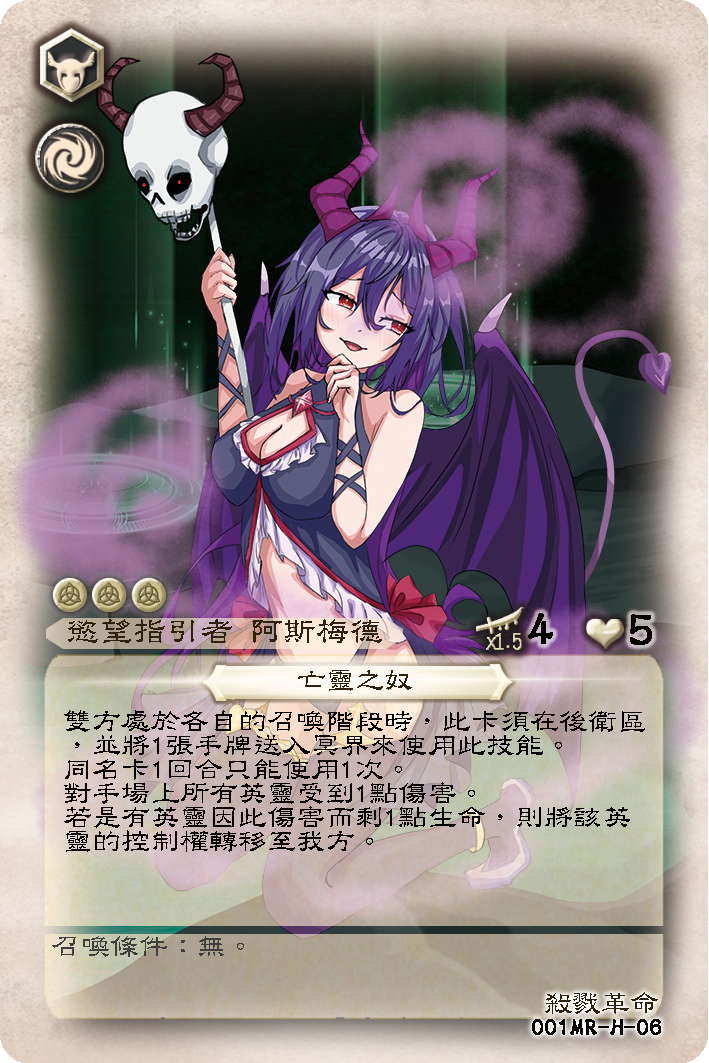 慾望指引者 阿斯梅德
x1.5 4 5
亡靈之奴
雙方處於各自的召喚階段時，此卡須在後衛區
，並將1張手牌送入冥界來使用此技能。
同名卡1回合只能使用1次。
對手場上所有英靈受到1點傷害。
若是有英靈因此傷害而剩1點生命，則將該英
靈的控制權轉移至我方。
召喚條件：無。
殺戮革命
001MR-H-06